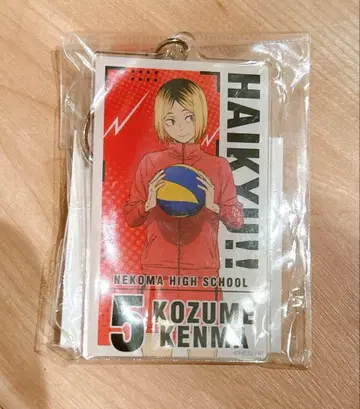 HAIKYU!!
NEKOMA HIGH SCHOOL
5 KOZUME
KENMA